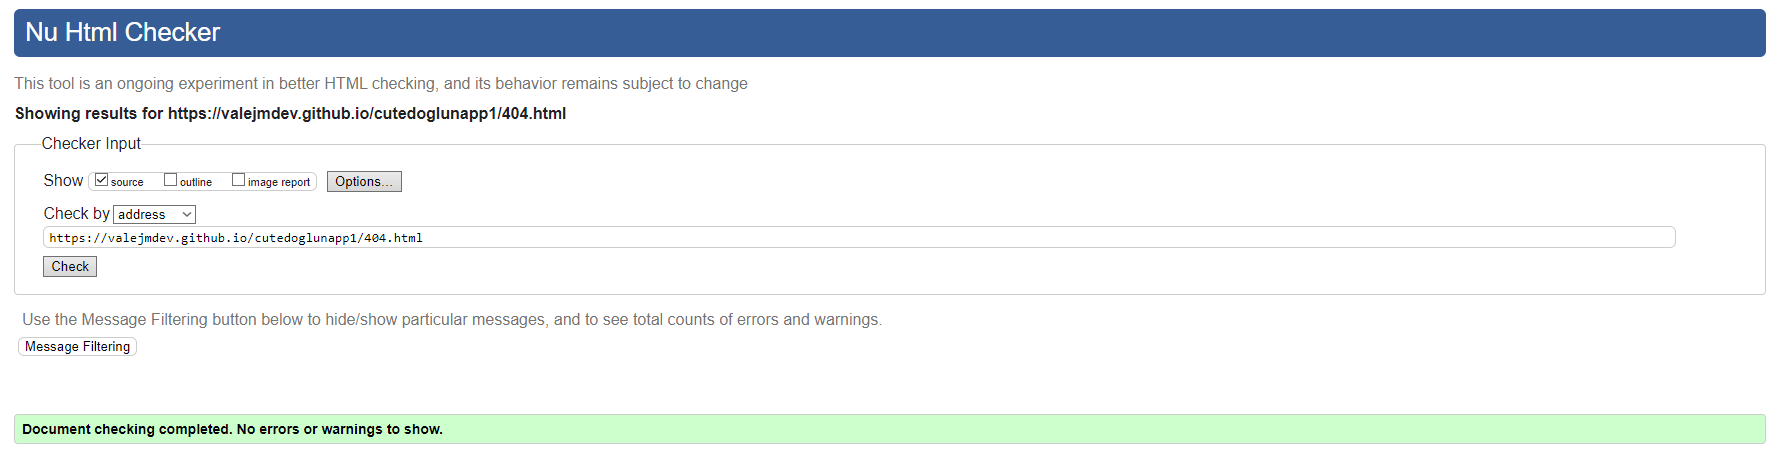 Nu Html Checker
This tool is an ongoing experiment in better HTML checking, and its behavior remains subject to change
Showing results for https://valejmdev.github.io/cutedoglunapp1/404.html
Checker Input
Show source outline image report Options...
Check by address
https://valejmdev.github.io/cutedoglunapp1/404.html
Check
Use the Message Filtering button below to hide/show particular messages, and to see total counts of errors and warnings.
Message Filtering
Document checking completed. No errors or warnings to show.